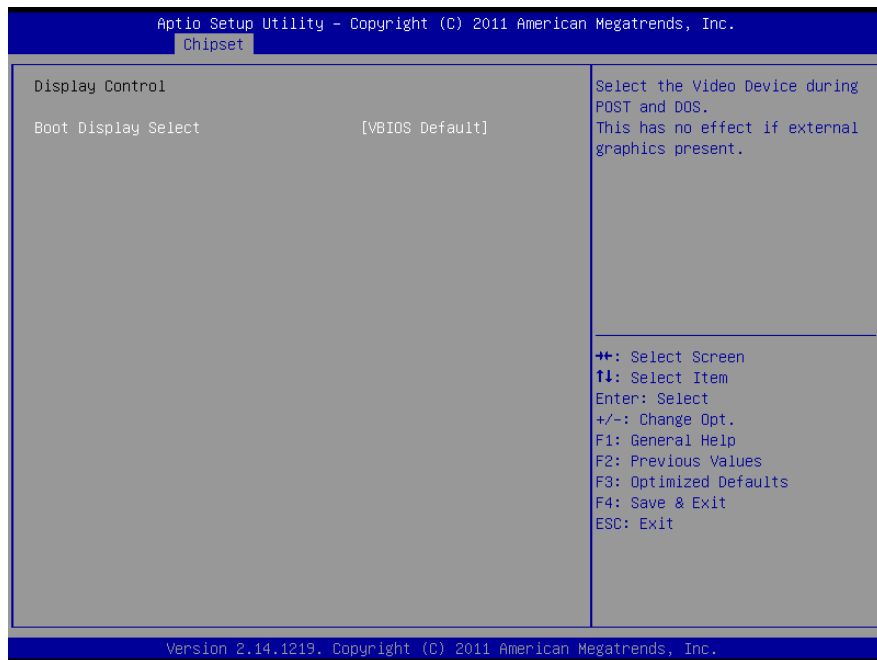 Aptio Setup Utility – Copyright (C) 2011 American Megatrends, Inc.
Chipset
Display Control
Boot Display Select [VBIOS Default]
Select the Video Device during
POST and DOS.
This has no effect if external
graphics present.
→←: Select Screen
↑↓: Select Item
Enter: Select
+/-: Change Opt.
F1: General Help
F2: Previous Values
F3: Optimized Defaults
F4: Save & Exit
ESC: Exit
Version 2.14.1219. Copyright (C) 2011 American Megatrends, Inc.